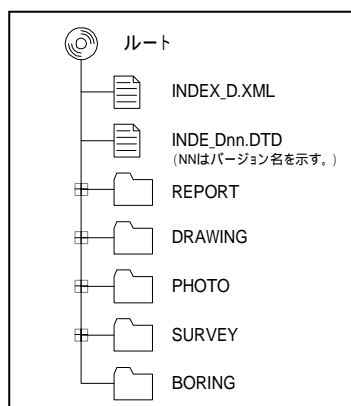 ルート
INDEX_D.XML
INDE_Dnn.DTD
(NNはバージョン名を示す。)
REPORT
DRAWING
PHOTO
SURVEY
BORING